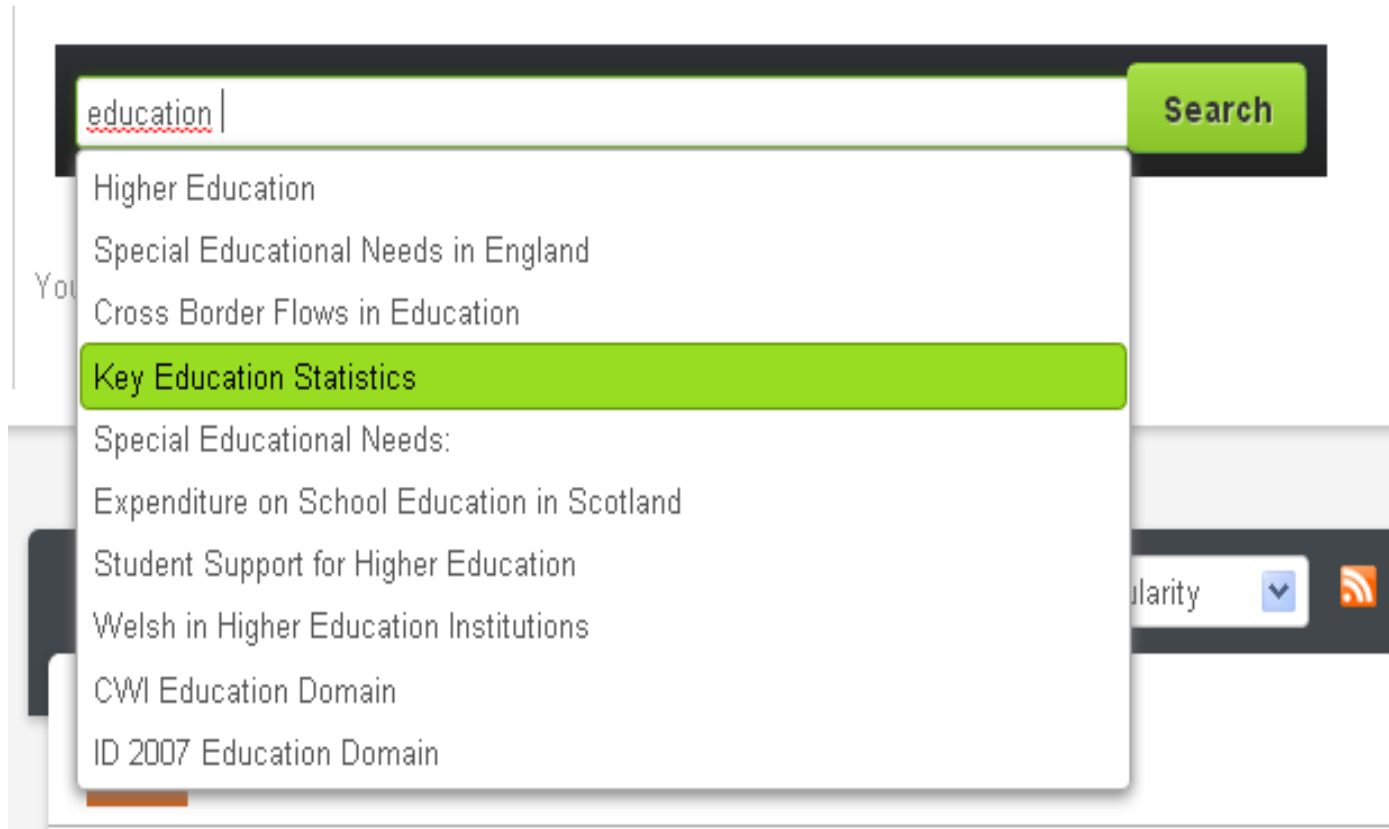 education
Search
Higher Education
Special Educational Needs in England
You
Cross Border Flows in Education
Key Education Statistics
Special Educational Needs:
Expenditure on School Education in Scotland
Student Support for Higher Education
ularity
Welsh in Higher Education Institutions
CWI Education Domain
ID 2007 Education Domain